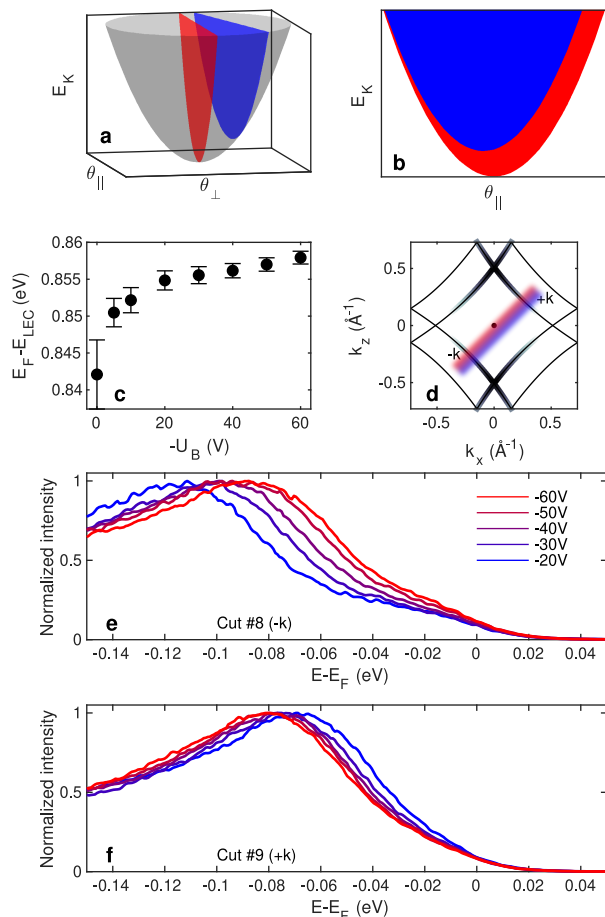 E_K
a
θ_||
θ_⊥
E_K
b
θ_||
E_F-E_LEC (eV)
0.86
0.855
0.85
0.845
0.84
c
0 20 40 60
-U_B (V)
k_z (Å⁻¹)
0.5
0
-0.5
+k
-k
d
-0.5 0 0.5
k_x (Å⁻¹)
Normalized intensity
1
0.5
0
-60V
-50V
-40V
-30V
-20V
e
Cut #8 (-k)
-0.14 -0.12 -0.1 -0.08 -0.06 -0.04 -0.02 0 0.02 0.04
E-E_F (eV)
Normalized intensity
1
0.5
0
f
Cut #9 (+k)
-0.14 -0.12 -0.1 -0.08 -0.06 -0.04 -0.02 0 0.02 0.04
E-E_F (eV)